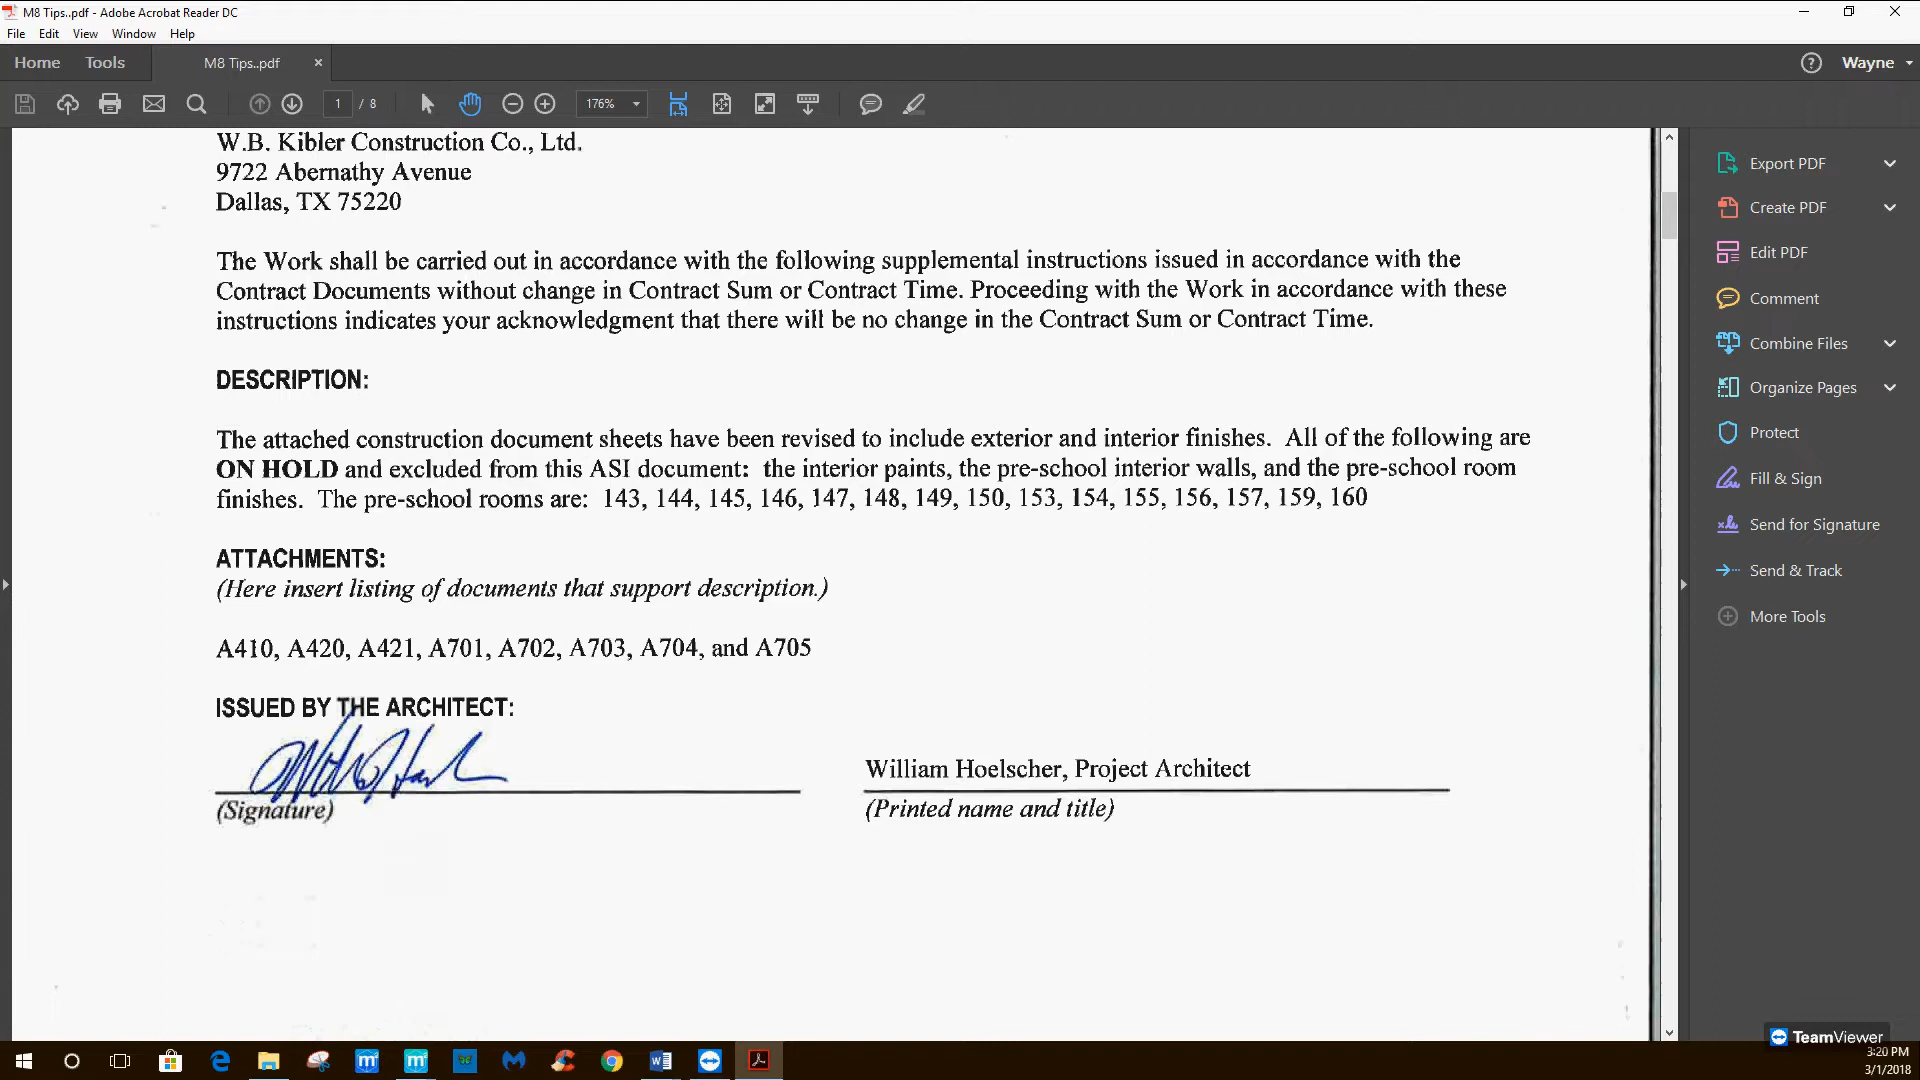 M8 Tips..pdf - Adobe Acrobat Reader DC
File Edit View Window Help
Home Tools M8 Tips..pdf Wayne
1 / 8 176%
W.B. Kibler Construction Co., Ltd.
9722 Abernathy Avenue
Dallas, TX 75220
The Work shall be carried out in accordance with the following supplemental instructions issued in accordance with the
Contract Documents without change in Contract Sum or Contract Time. Proceeding with the Work in accordance with these
instructions indicates your acknowledgment that there will be no change in the Contract Sum or Contract Time.
DESCRIPTION:
The attached construction document sheets have been revised to include exterior and interior finishes. All of the following are
ON HOLD and excluded from this ASI document: the interior paints, the pre-school interior walls, and the pre-school room
finishes. The pre-school rooms are: 143, 144, 145, 146, 147, 148, 149, 150, 153, 154, 155, 156, 157, 159, 160
ATTACHMENTS:
(Here insert listing of documents that support description.)
A410, A420, A421, A701, A702, A703, A704, and A705
ISSUED BY THE ARCHITECT:
William Hoelscher, Project Architect
(Signature) (Printed name and title)
Export PDF
Create PDF
Edit PDF
Comment
Combine Files
Organize Pages
Protect
Fill & Sign
Send for Signature
Send & Track
More Tools
TeamViewer
3:20 PM
3/1/2018